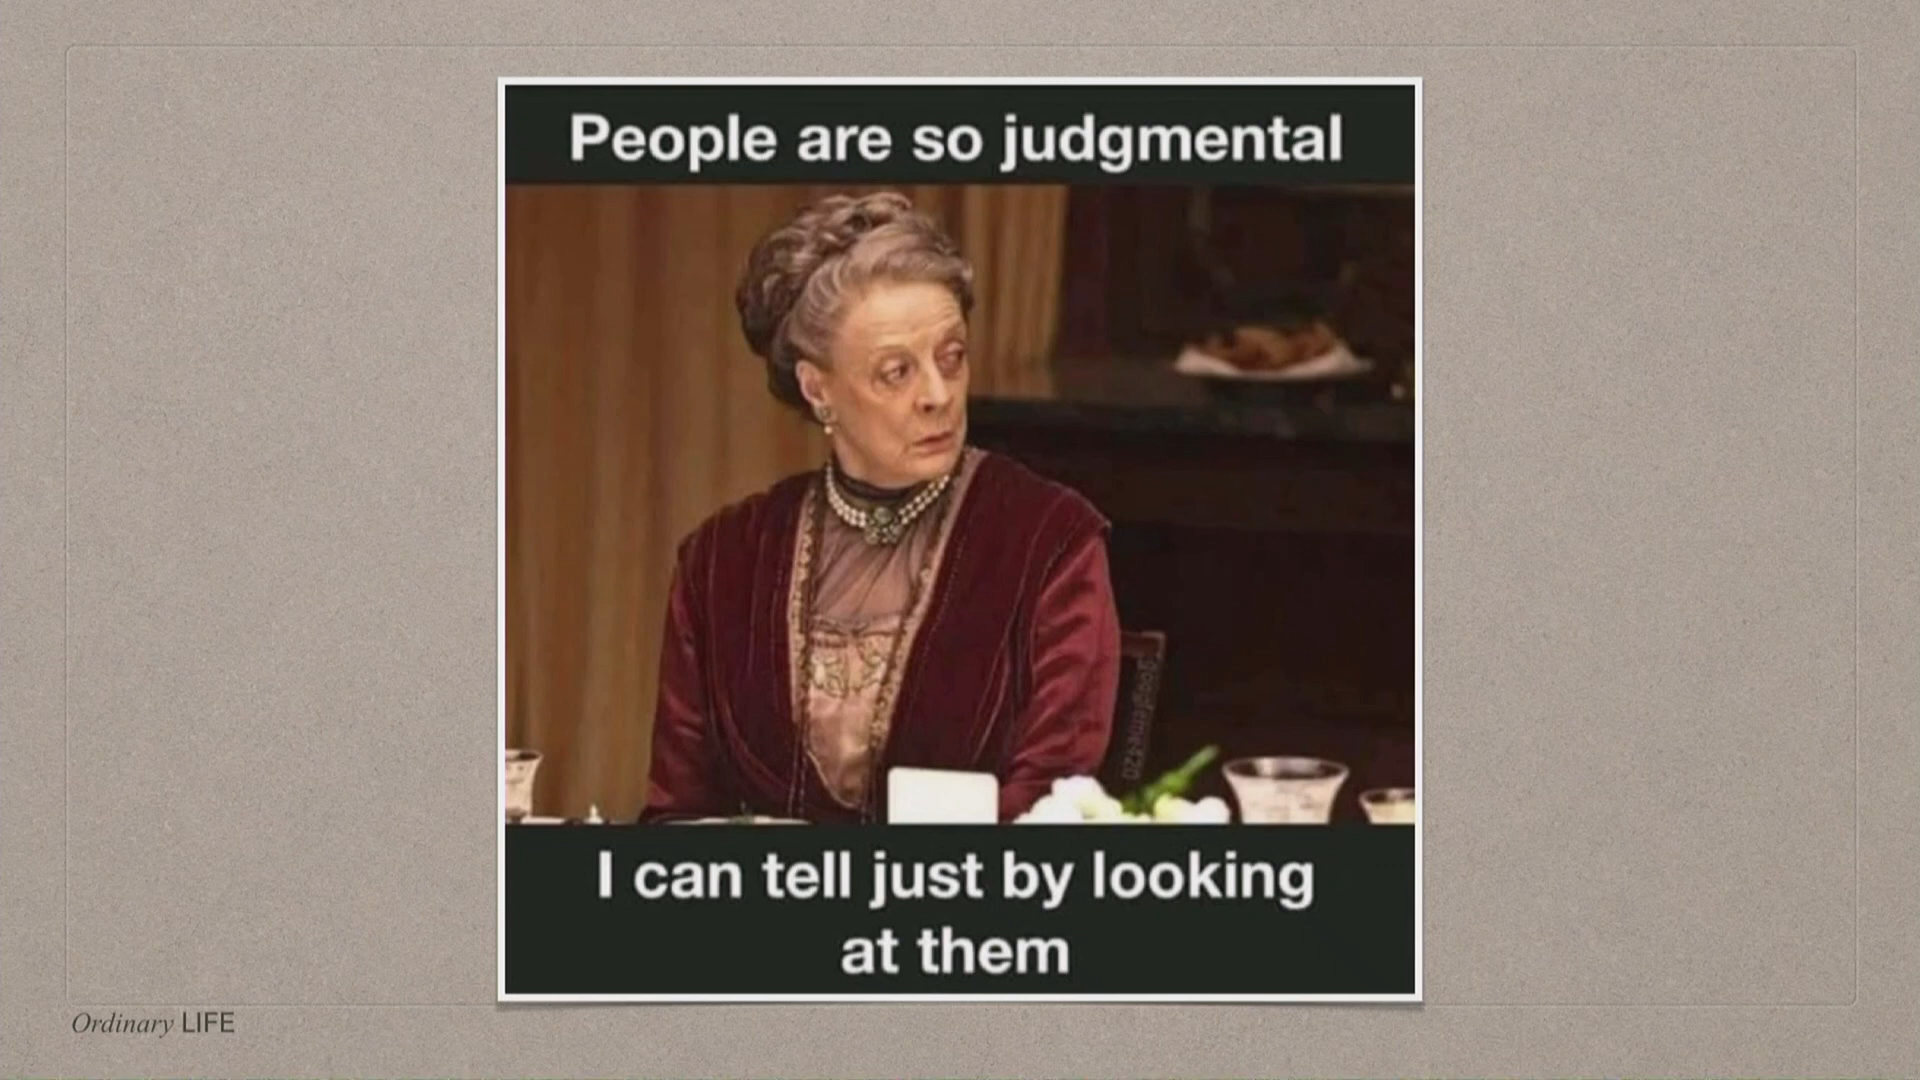 People are so judgmental
I can tell just by looking
at them
Ordinary LIFE